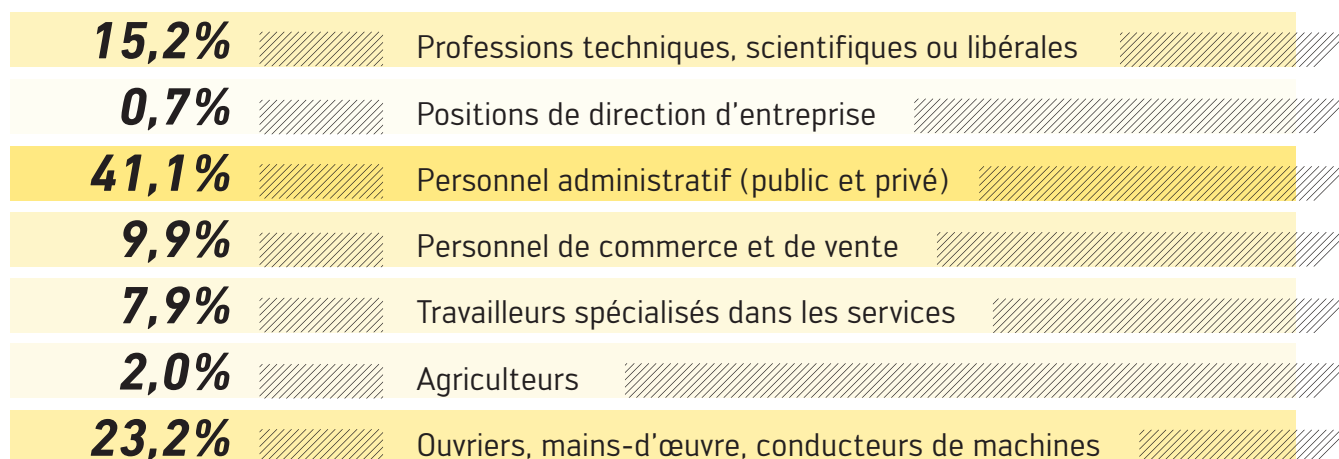 15,2% Professions techniques, scientifiques ou libérales
0,7% Positions de direction d’entreprise
41,1% Personnel administratif (public et privé)
9,9% Personnel de commerce et de vente
7,9% Travailleurs spécialisés dans les services
2,0% Agriculteurs
23,2% Ouvriers, mains-d’œuvre, conducteurs de machines